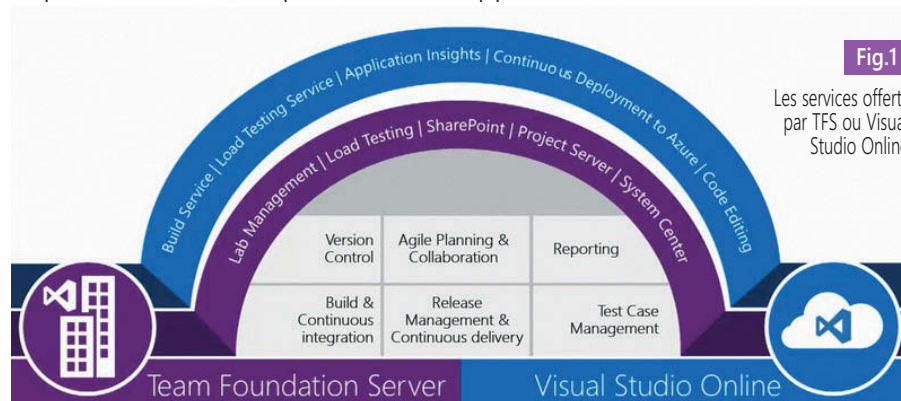 Fig.1
Les services offert
par TFS ou Visua
Studio Online
Build Service | Load Testing Service | Application Insights | Continuous Deployment to Azure | Code Editing
Lab Management | Load Testing | SharePoint | Project Server | System Center
Version
Control
Agile Planning &
Collaboration
Reporting
Build &
Continuous
integration
Release
Management &
Continuous delivery
Test Case
Management
Team Foundation Server
Visual Studio Online